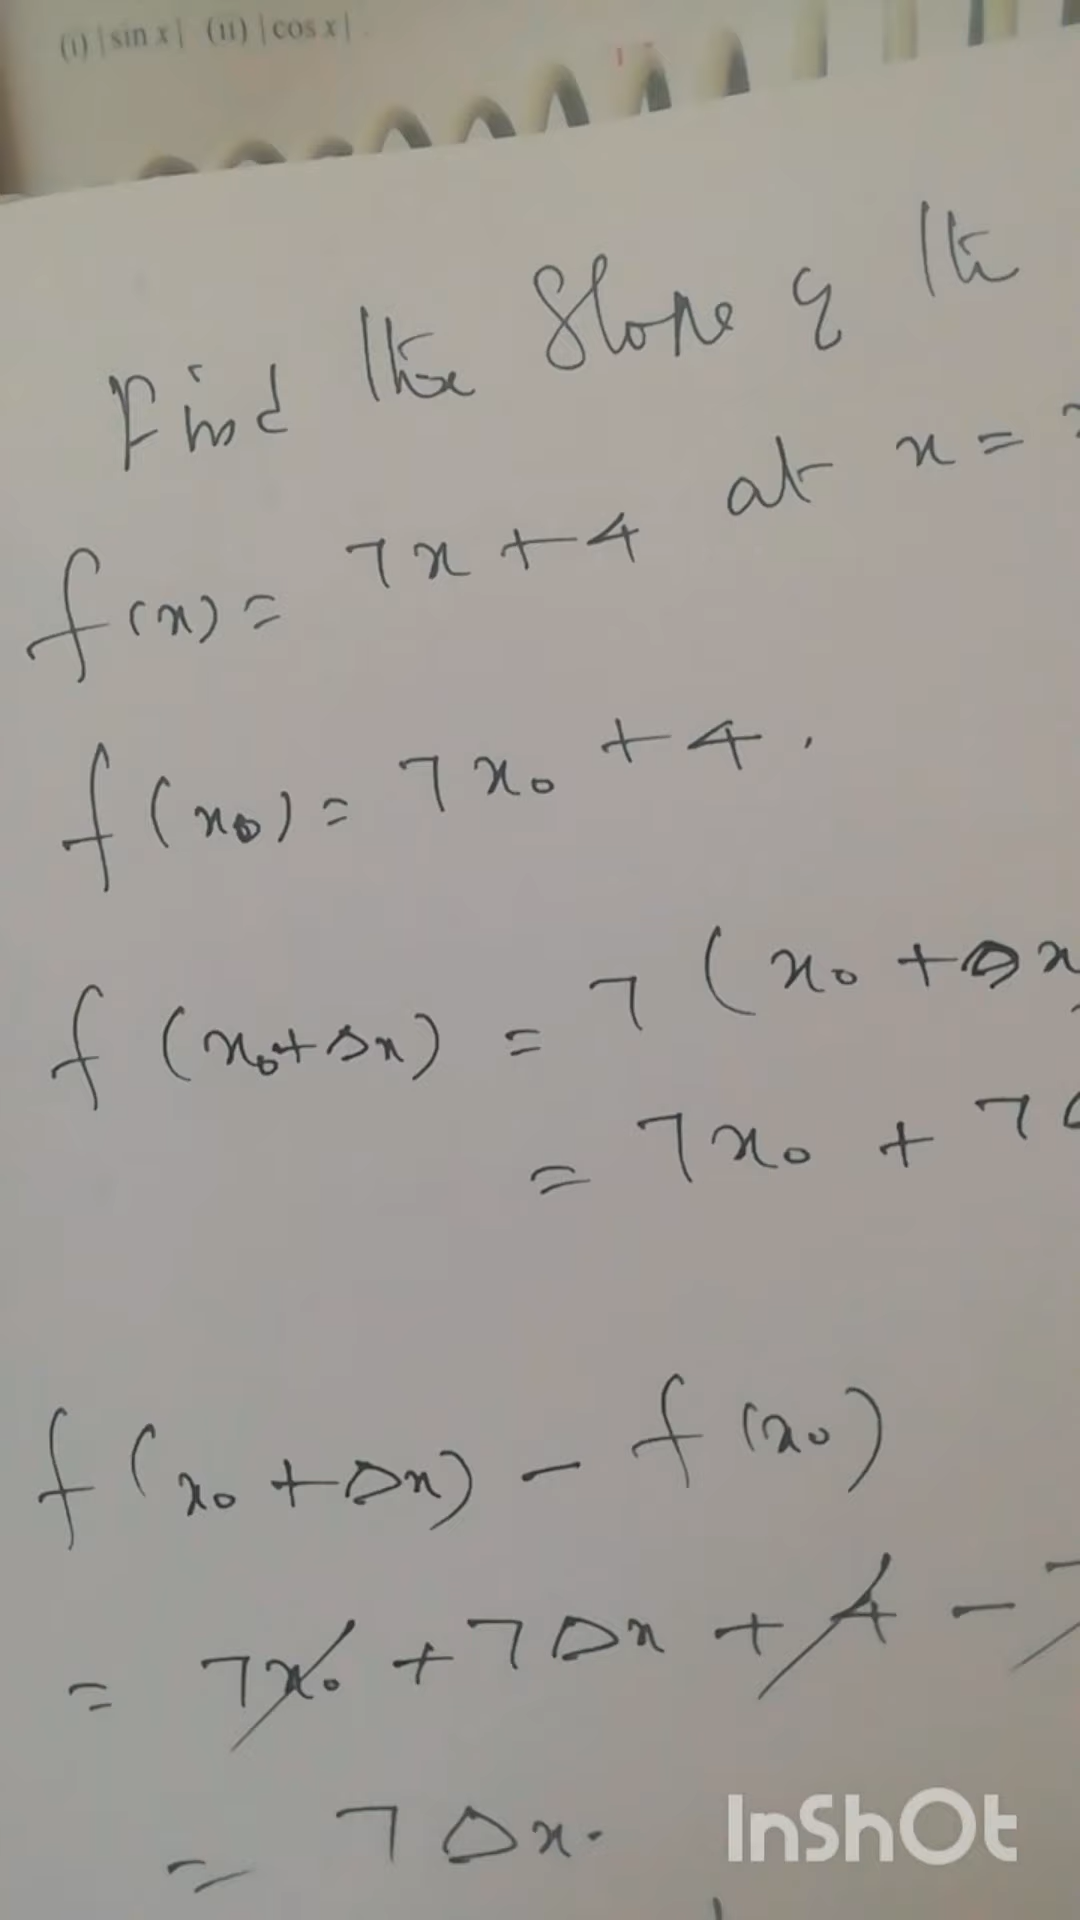 (i) |sin x| (ii) |cos x|.
Find the Slope of the
f(x) = 7x + 4 at x =
f(x₀) = 7x₀ + 4.
f(x₀+Δx) = 7(x₀ + Δx
= 7x₀ + 7
f(x₀ + Δx) − f(x₀)
= 7x₀ + 7Δx + 4 −
= 7Δx.
InShOt